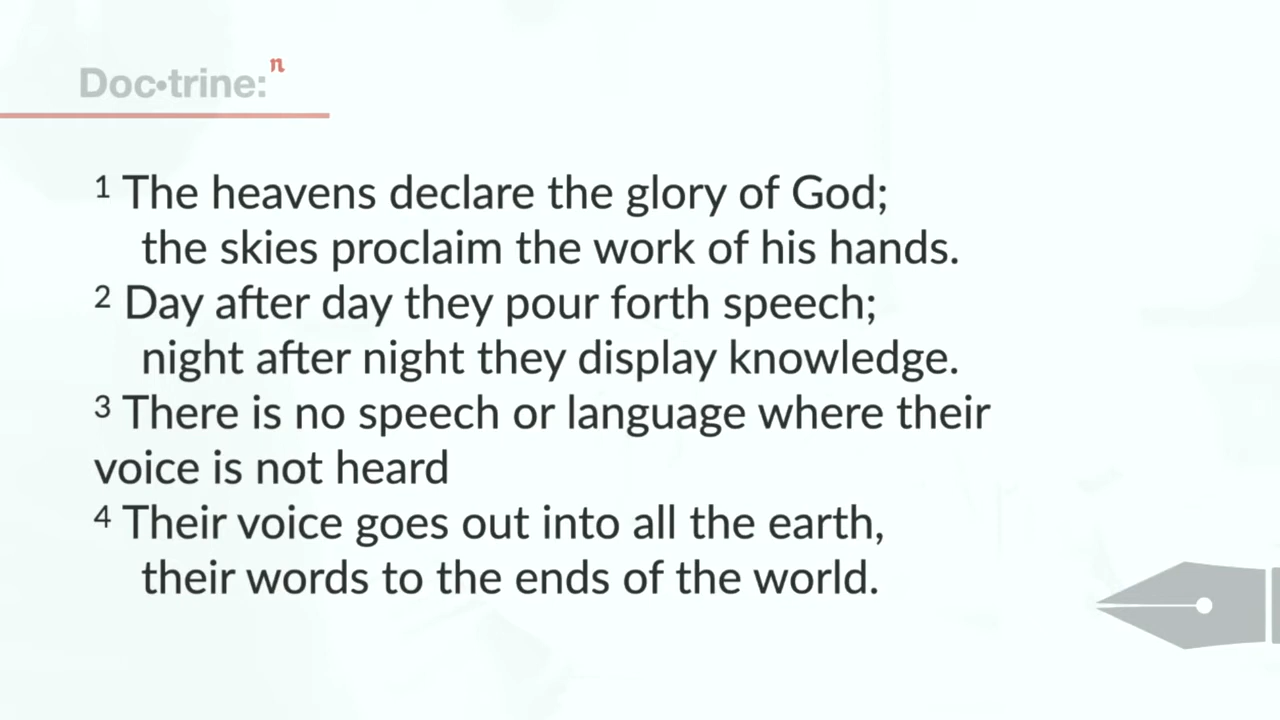 Doc•trine:n
1 The heavens declare the glory of God;
the skies proclaim the work of his hands.
2 Day after day they pour forth speech;
night after night they display knowledge.
3 There is no speech or language where their
voice is not heard
4 Their voice goes out into all the earth,
their words to the ends of the world.